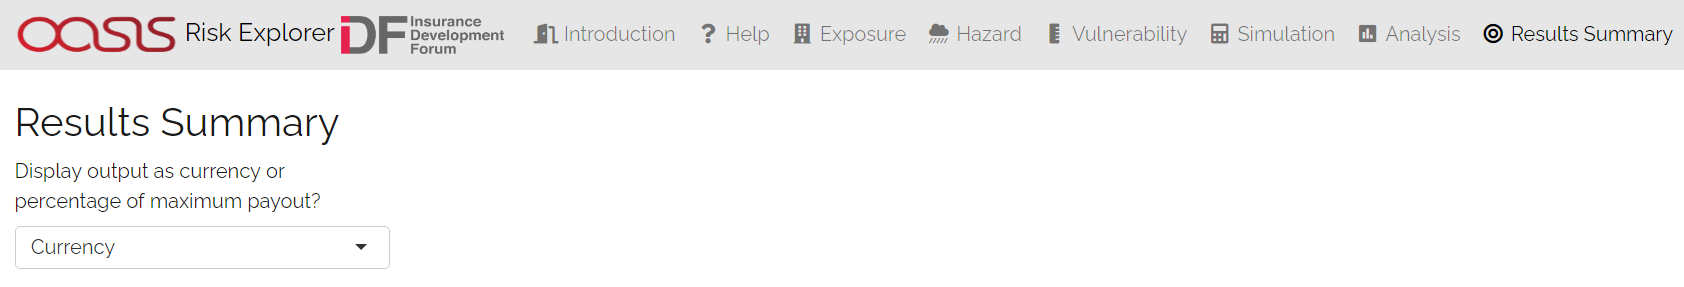 OASIS Risk Explorer IDF Insurance Development Forum Introduction ? Help Exposure Hazard Vulnerability Simulation Analysis Results Summary
Results Summary
Display output as currency or
percentage of maximum payout?
Currency